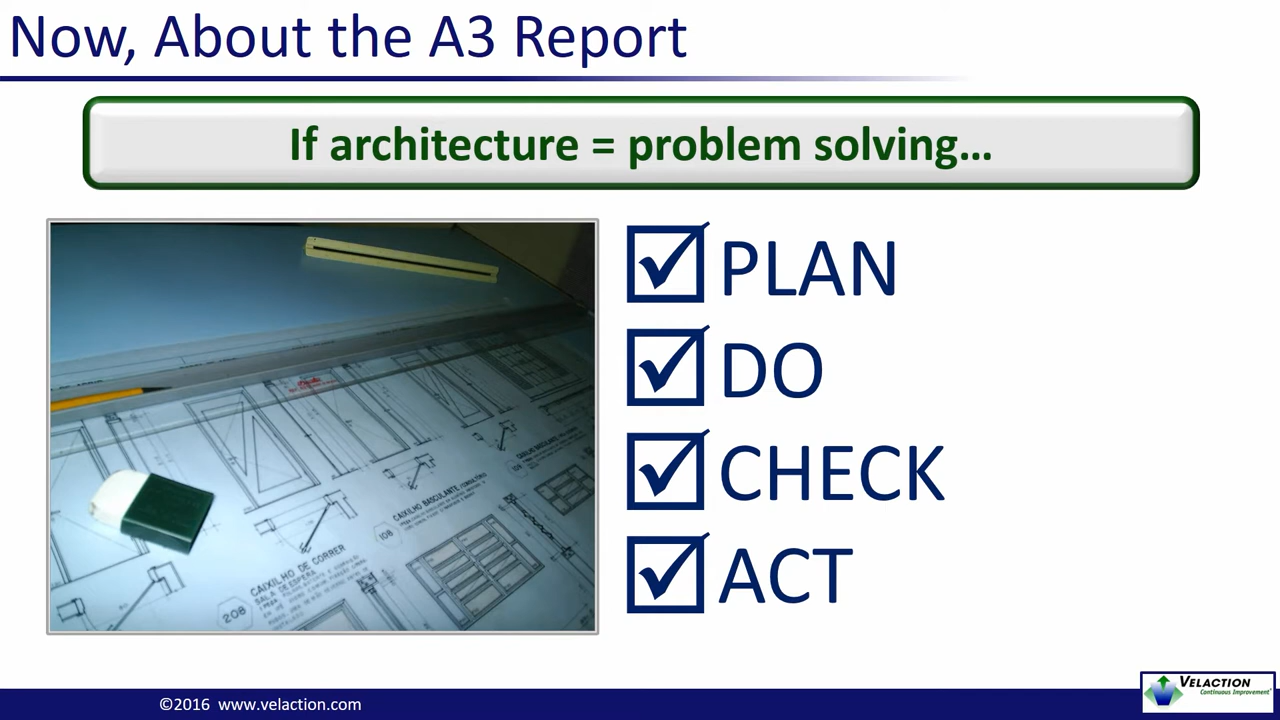 Now, About the A3 Report
If architecture = problem solving...
PLAN
DO
CHECK
ACT
CAIXILHO BASCULANTE
108
CAIXILHO DE CORRER
SALA DE ESPERA
208
©2016 www.velaction.com
VELACTION
Continuous Improvement